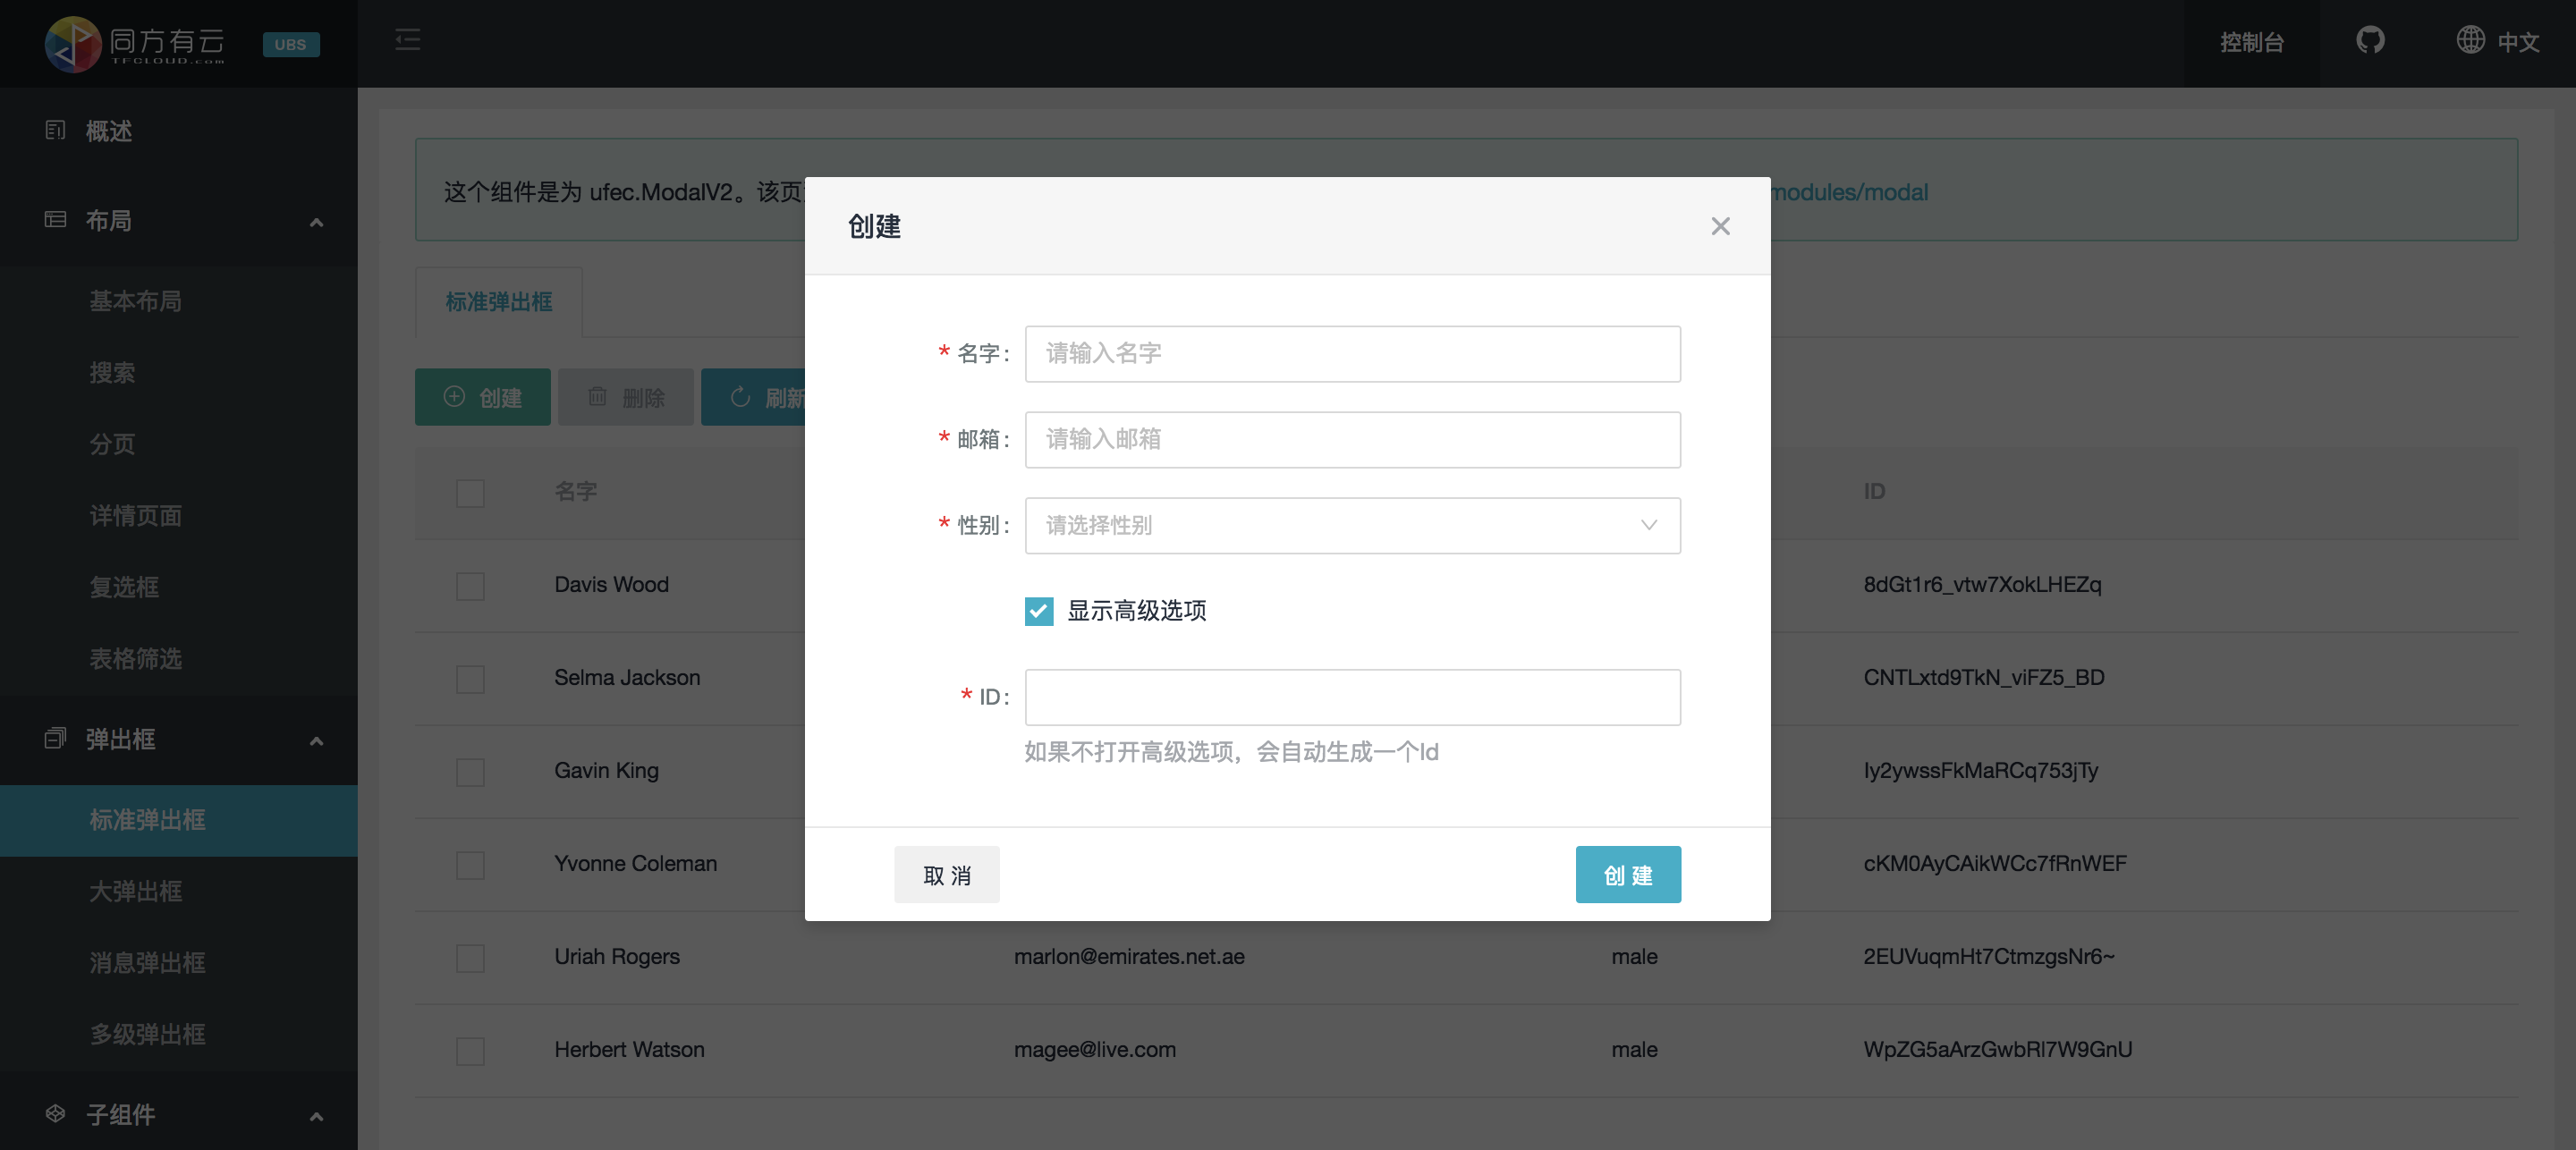 同方有云
TFCLOUD.com
UBS
控制台
中文
概述
布局
基本布局
搜索
分页
详情页面
复选框
表格筛选
弹出框
标准弹出框
大弹出框
消息弹出框
多级弹出框
子组件
这个组件是为 ufec.ModalV2。该页
modules/modal
标准弹出框
创建
删除
刷新
名字
ID
Davis Wood
8dGt1r6_vtw7XokLHEZq
Selma Jackson
CNTLxtd9TkN_viFZ5_BD
Gavin King
Iy2ywssFkMaRCq753jTy
Yvonne Coleman
cKM0AyCAikWCc7fRnWEF
Uriah Rogers marlon@emirates.net.ae male 2EUVuqmHt7CtmzgsNr6~
Herbert Watson magee@live.com male WpZG5aArzGwbRl7W9GnU
创建
* 名字: 请输入名字
* 邮箱: 请输入邮箱
* 性别: 请选择性别
显示高级选项
* ID:
如果不打开高级选项，会自动生成一个Id
取 消
创 建